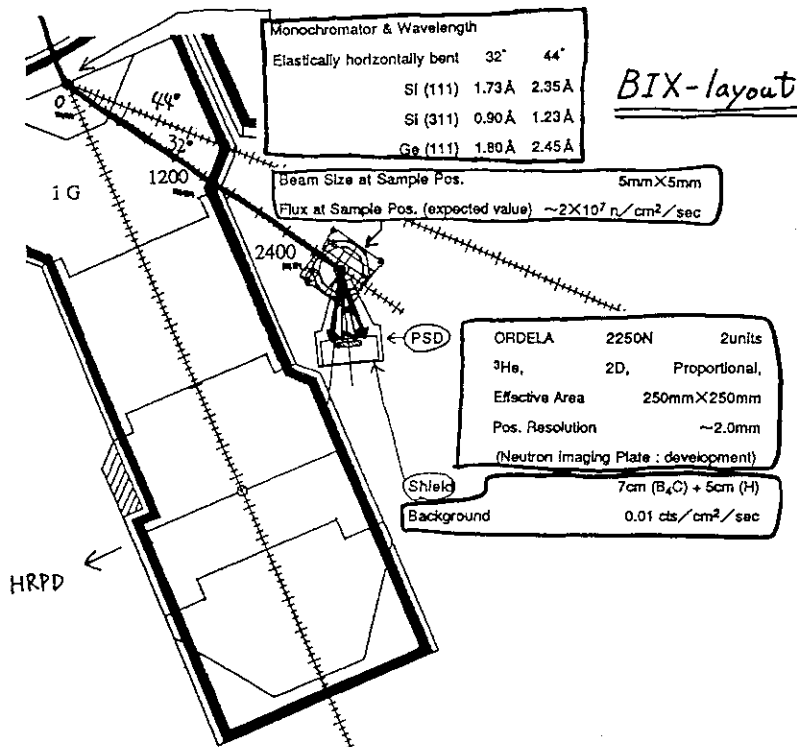 Monochromator & Wavelength
Elastically horizontally bent 32° 44°
Si (111) 1.73Å 2.35Å
Si (311) 0.90Å 1.23Å
Ge (111) 1.80Å 2.45Å
BIX-layout
0
44°
32°
1200
mm
1G
Beam Size at Sample Pos. 5mm×5mm
Flux at Sample Pos. (expected value) ~2×10⁷ n/cm²/sec
2400
mm
PSD
ORDELA 2250N 2units
³He, 2D, Proportional,
Effective Area 250mm×250mm
Pos. Resolution ~2.0mm
(Neutron Imaging Plate : development)
Shield 7cm (B₄C) + 5cm (H)
Background 0.01 cts/cm²/sec
HRPD